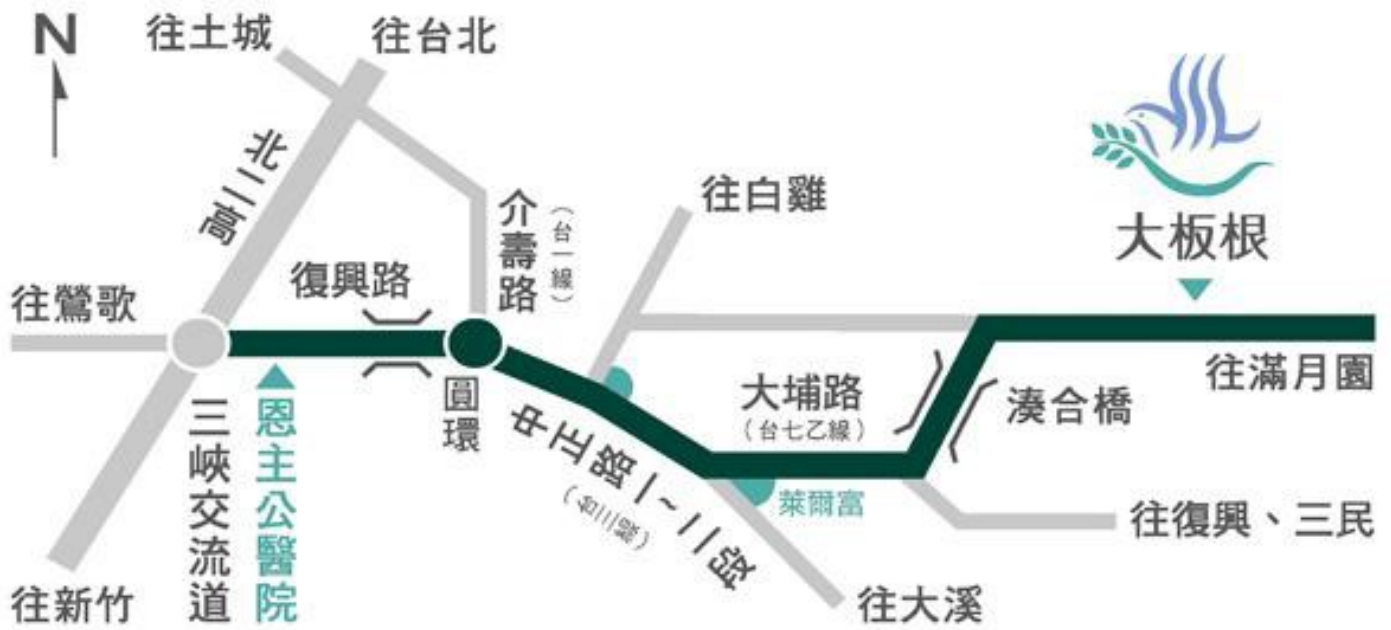 N
往土城
往台北
北二高
往白雞
大板根
介壽路
(台一線)
復興路
往鶯歌
圓環
往滿月園
大埔路
(台七乙線)
湊合橋
三峽交流道
恩主公醫院
中正路一~二段
(台三線)
萊爾富
往復興、三民
往新竹
往大溪